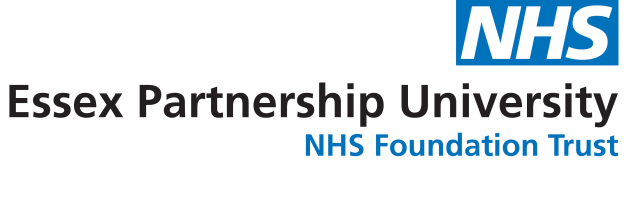 NHS
Essex Partnership University
NHS Foundation Trust